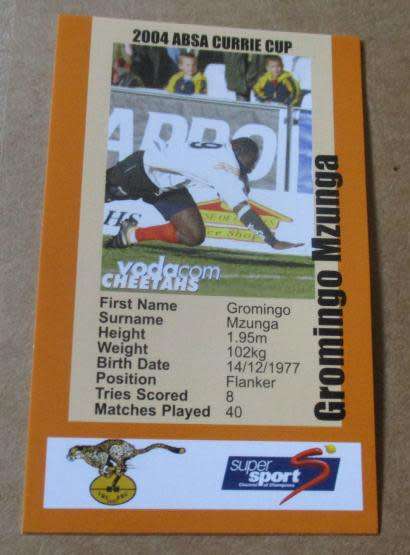 2004 ABSA CURRIE CUP
9
vodacom
CHEETAHS
Gromingo Mzunga
First Name Gromingo
Surname Mzunga
Height 1.95m
Weight 102kg
Birth Date 14/12/1977
Position Flanker
Tries Scored 8
Matches Played 40
super
sport